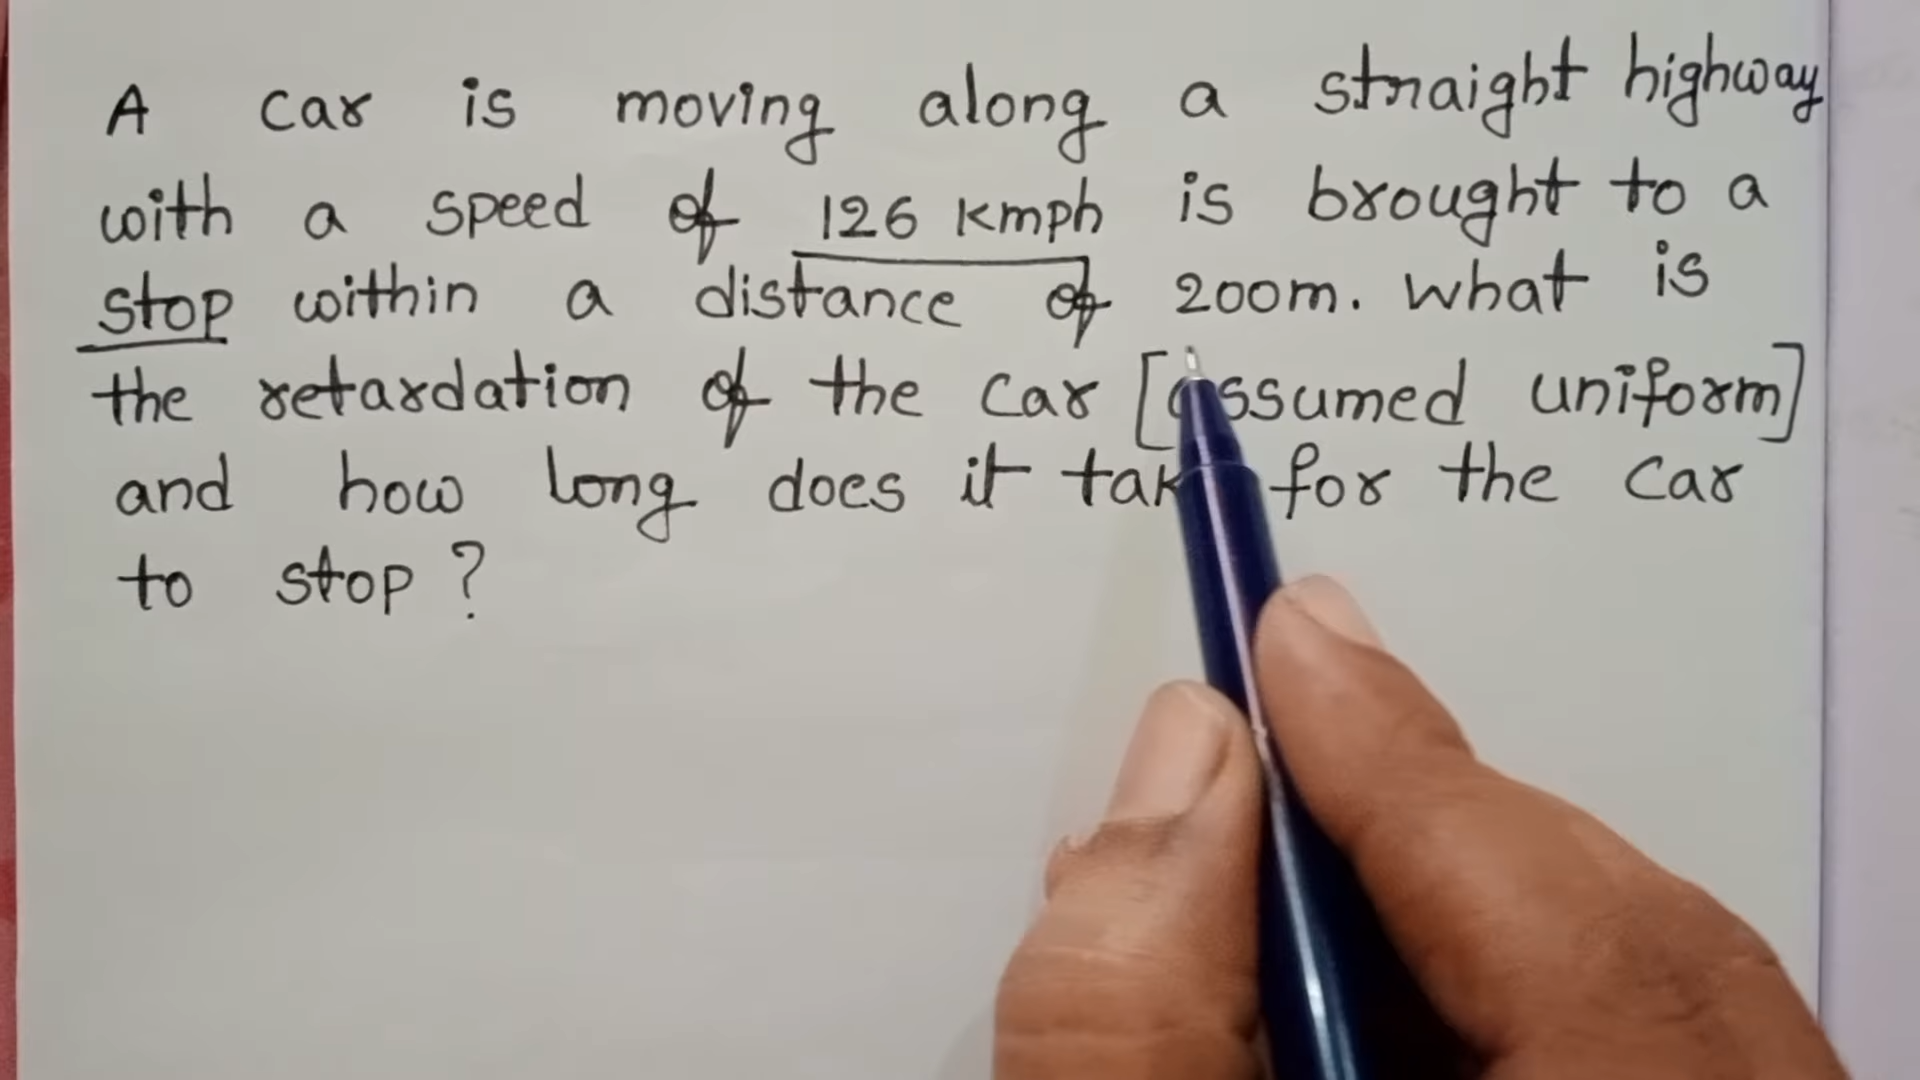 A car is moving along a straight highway
with a speed of 126 kmph is brought to a
stop within a distance of 200m. what is
the retardation of the car [assumed uniform]
and how long does it tak for the car
to stop?